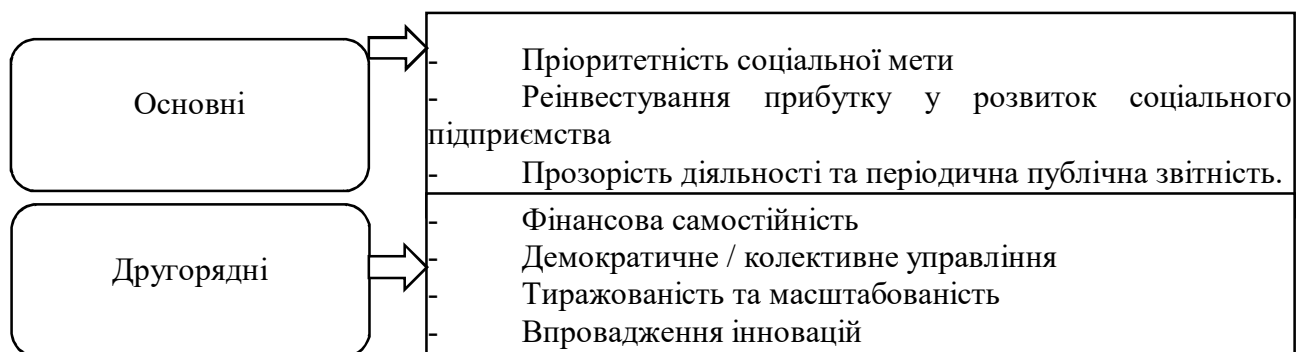 Основні
- Пріоритетність соціальної мети
- Реінвестування прибутку у розвиток соціального
підприємства
- Прозорість діяльності та періодична публічна звітність.
Другорядні
- Фінансова самостійність
- Демократичне / колективне управління
- Тиражованість та масштабованість
- Впровадження інновацій